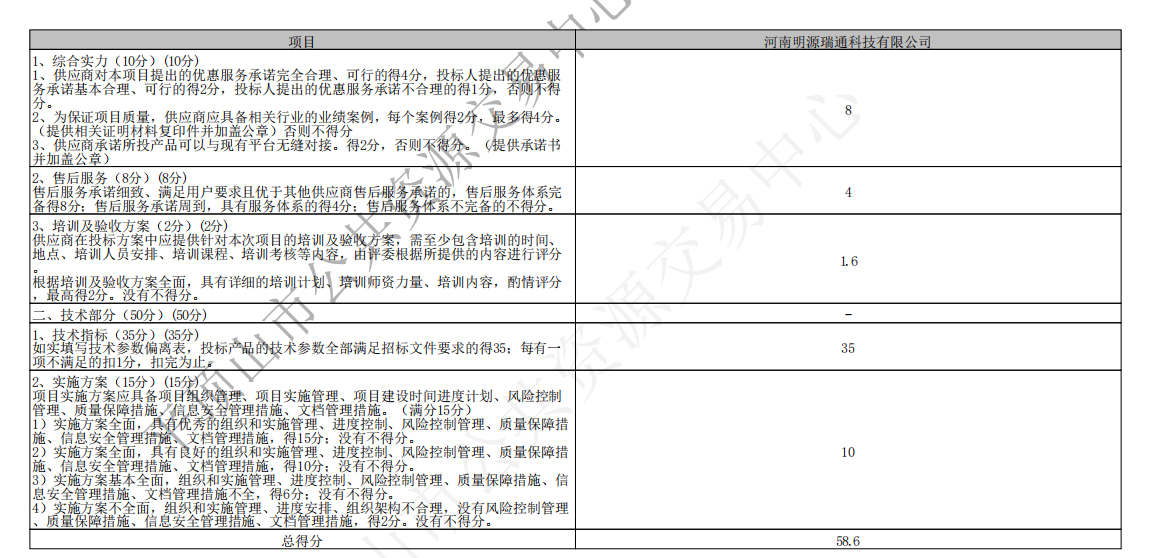 项目
河南明源瑞通科技有限公司
1、综合实力（10分）(10分)
1、供应商对本项目提出的优惠服务承诺完全合理、可行的得4分，投标人提出的优惠服
务承诺基本合理、可行的得2分，投标人提出的优惠服务承诺不合理的得1分，否则不得
分。
2、为保证项目质量，供应商应具备相关行业的业绩案例，每个案例得2分，最多得4分。
（提供相关证明材料复印件并加盖公章）否则不得分
3、供应商承诺所投产品可以与现有平台无缝对接。得2分，否则不得分。（提供承诺书
并加盖公章）
8
2、售后服务（8分）(8分)
售后服务承诺细致、满足用户要求且优于其他供应商售后服务承诺的，售后服务体系完
备得8分；售后服务承诺周到，具有服务体系的得4分；售后服务体系不完备的不得分。
4
3、培训及验收方案（2分）(2分)
供应商在投标方案中应提供针对本次项目的培训及验收方案，需至少包含培训的时间、
地点、培训人员安排、培训课程、培训考核等内容，由评委根据所提供的内容进行评分
。
根据培训及验收方案全面，具有详细的培训计划、培训师资力量、培训内容，酌情评分
，最高得2分。没有不得分。
1.6
二、技术部分（50分）(50分)
－
1、技术指标（35分）(35分)
如实填写技术参数偏离表，投标产品的技术参数全部满足招标文件要求的得35；每有一
项不满足的扣1分，扣完为止。
35
2、实施方案（15分）(15分)
项目实施方案应具备项目组织管理、项目实施管理、项目建设时间进度计划、风险控制
管理、质量保障措施、信息安全管理措施、文档管理措施。（满分15分）
1）实施方案全面，具有优秀的组织和实施管理、进度控制、风险控制管理、质量保障措
施、信息安全管理措施、文档管理措施，得15分；没有不得分。
2）实施方案全面，具有良好的组织和实施管理、进度控制、风险控制管理、质量保障措
施、信息安全管理措施、文档管理措施，得10分；没有不得分。
3）实施方案基本全面，组织和实施管理、进度控制、风险控制管理、质量保障措施、信
息安全管理措施、文档管理措施不全，得6分；没有不得分。
4）实施方案不全面，组织和实施管理、进度安排、组织架构不合理，没有风险控制管理
、质量保障措施、信息安全管理措施、文档管理措施，得2分。没有不得分。
10
总得分
58.6
平顶山市公共资源交易中心
山市公共资源交易中心